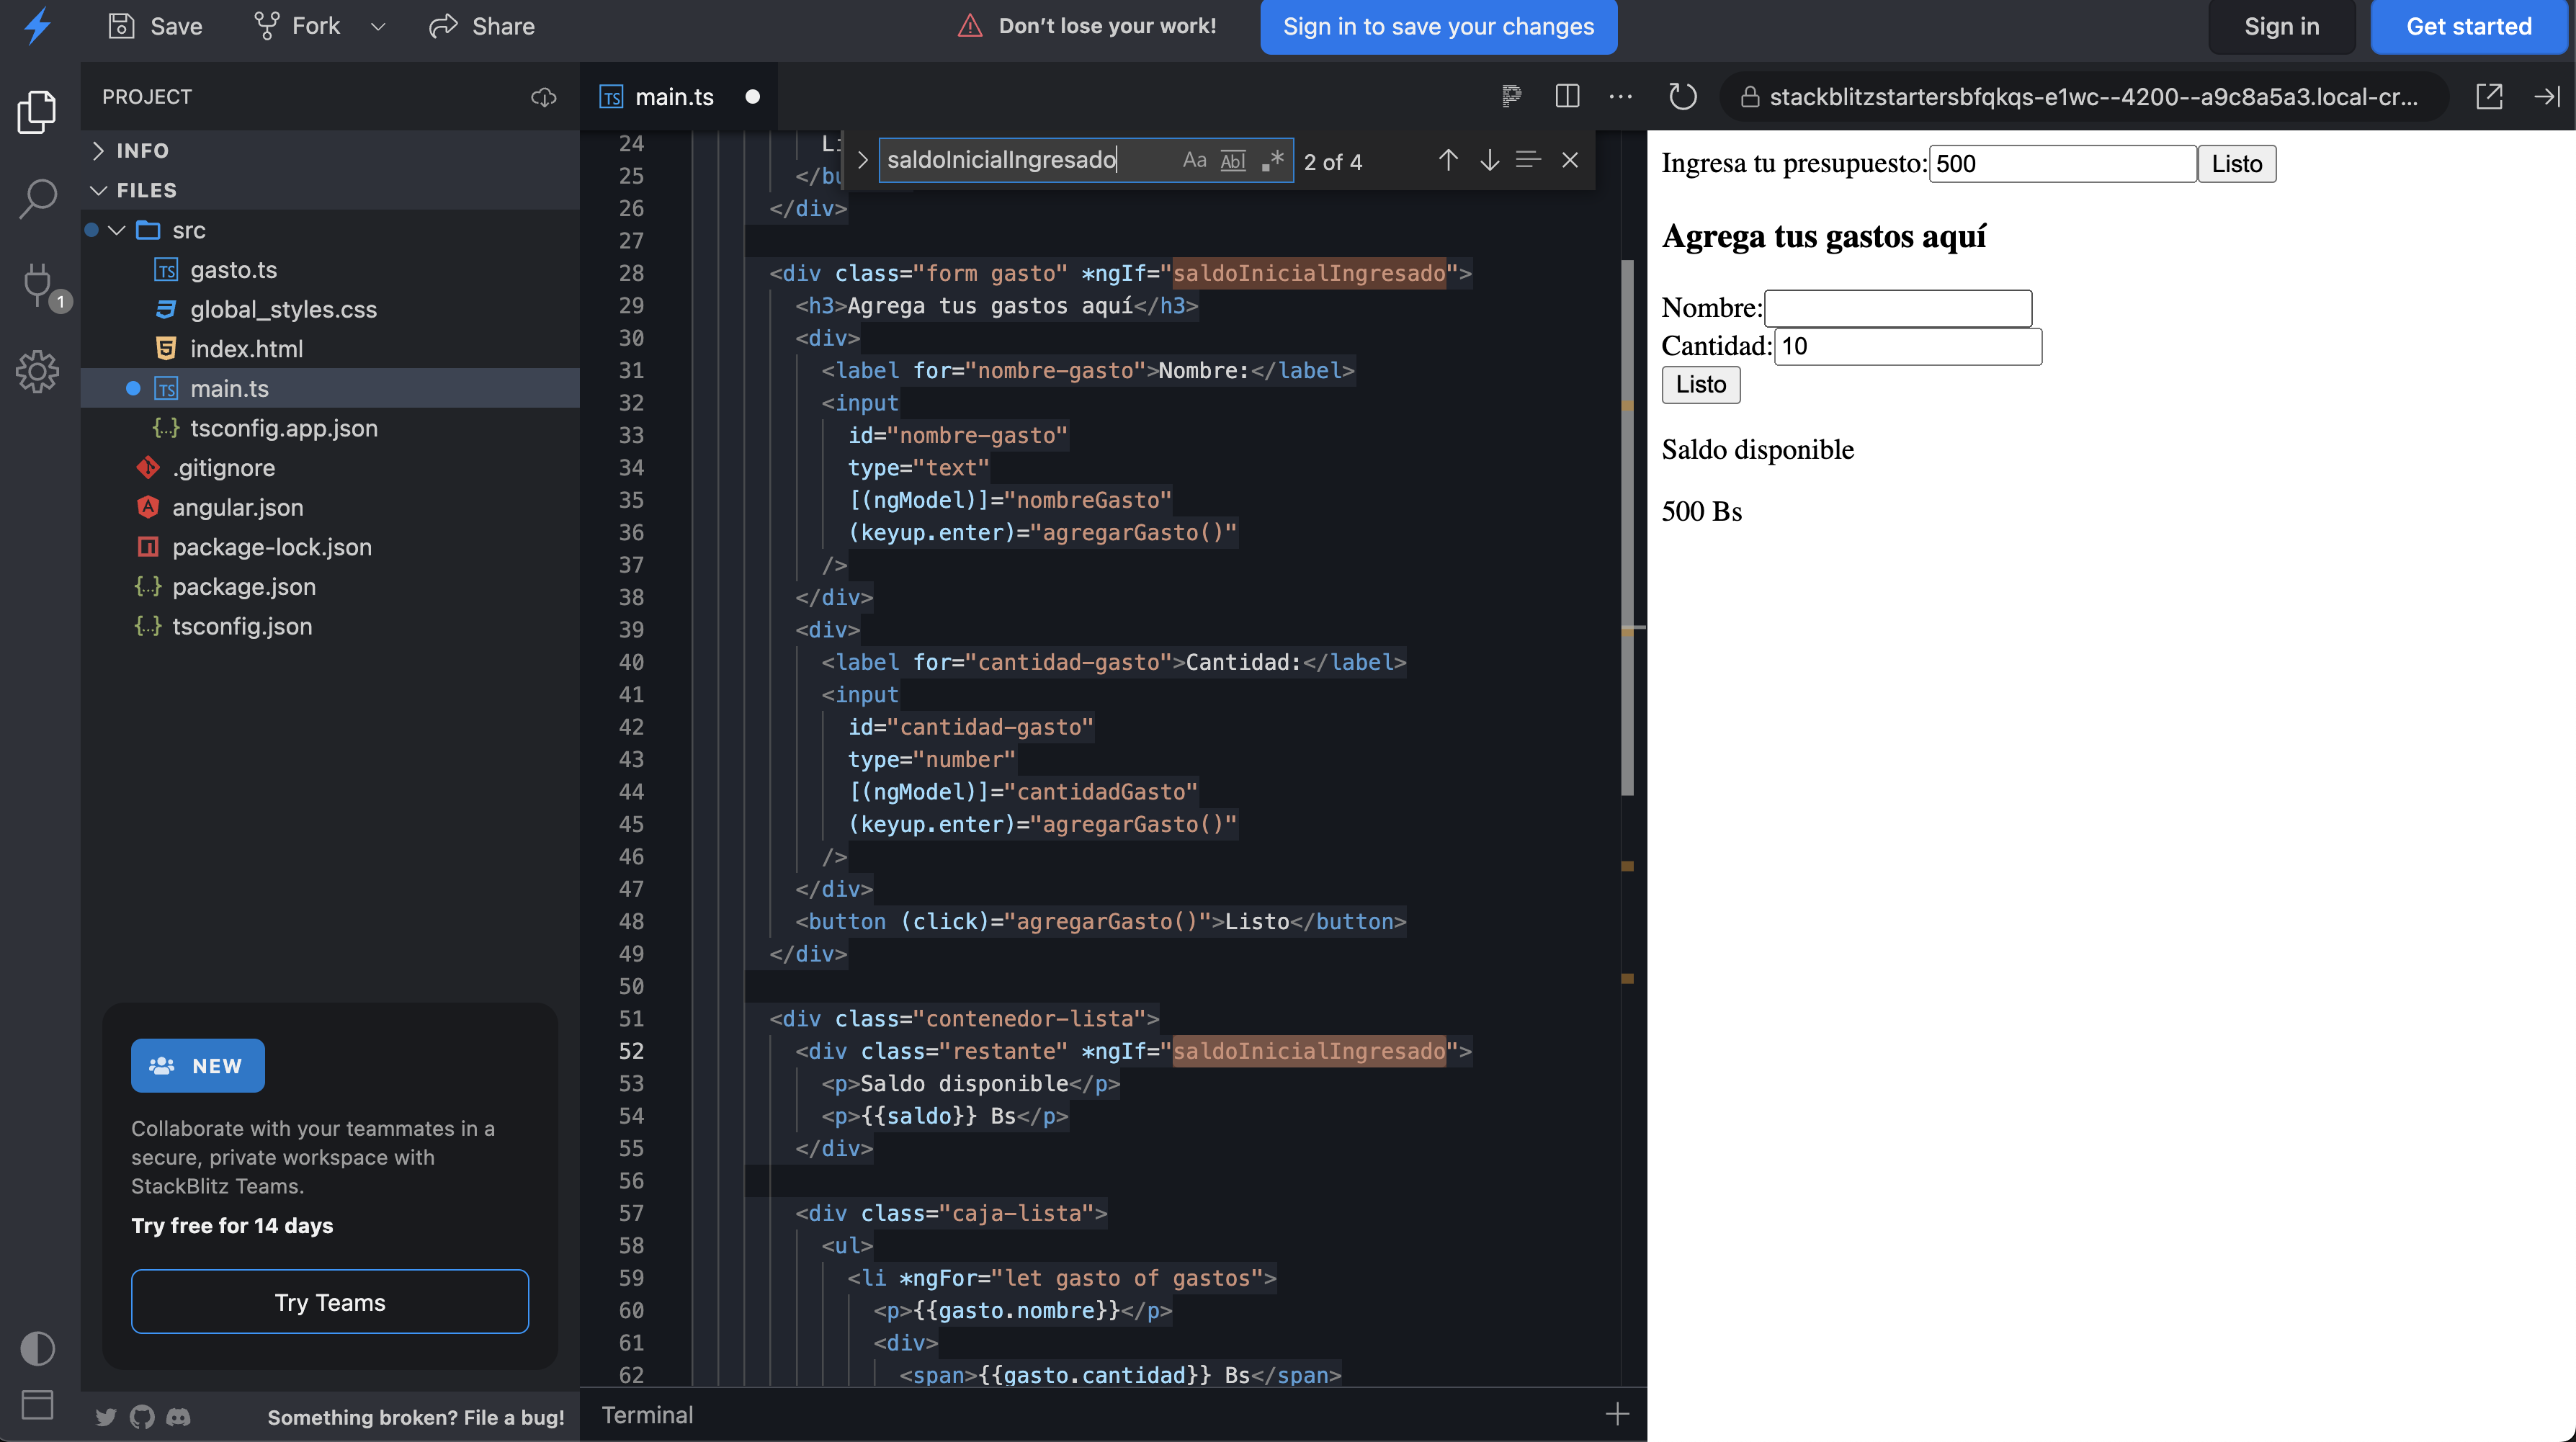 Save
Fork
Share
Don't lose your work!
Sign in to save your changes
Sign in
Get started
PROJECT
INFO
FILES
src
TS gasto.ts
global_styles.css
index.html
TS main.ts
{..} tsconfig.app.json
.gitignore
angular.json
package-lock.json
{..} package.json
{..} tsconfig.json
1
NEW
Collaborate with your teammates in a
secure, private workspace with
StackBlitz Teams.
Try free for 14 days
Try Teams
Something broken? File a bug!
TS main.ts
saldoInicialIngresado
Aa Abl .*
2 of 4
24 Li
25 </bu
26 </div>
27
28 <div class="form gasto" *ngIf="saldoInicialIngresado">
29 <h3>Agrega tus gastos aquí</h3>
30 <div>
31 <label for="nombre-gasto">Nombre:</label>
32 <input
33 id="nombre-gasto"
34 type="text"
35 [(ngModel)]="nombreGasto"
36 (keyup.enter)="agregarGasto()"
37 />
38 </div>
39 <div>
40 <label for="cantidad-gasto">Cantidad:</label>
41 <input
42 id="cantidad-gasto"
43 type="number"
44 [(ngModel)]="cantidadGasto"
45 (keyup.enter)="agregarGasto()"
46 />
47 </div>
48 <button (click)="agregarGasto()">Listo</button>
49 </div>
50
51 <div class="contenedor-lista">
52 <div class="restante" *ngIf="saldoInicialIngresado">
53 <p>Saldo disponible</p>
54 <p>{{saldo}} Bs</p>
55 </div>
56
57 <div class="caja-lista">
58 <ul>
59 <li *ngFor="let gasto of gastos">
60 <p>{{gasto.nombre}}</p>
61 <div>
62 <span>{{gasto.cantidad}} Bs</span>
Terminal
stackblitzstartersbfqkqs-e1wc--4200--a9c8a5a3.local-cr...
Ingresa tu presupuesto: 500 Listo
Agrega tus gastos aquí
Nombre:
Cantidad: 10
Listo
Saldo disponible
500 Bs